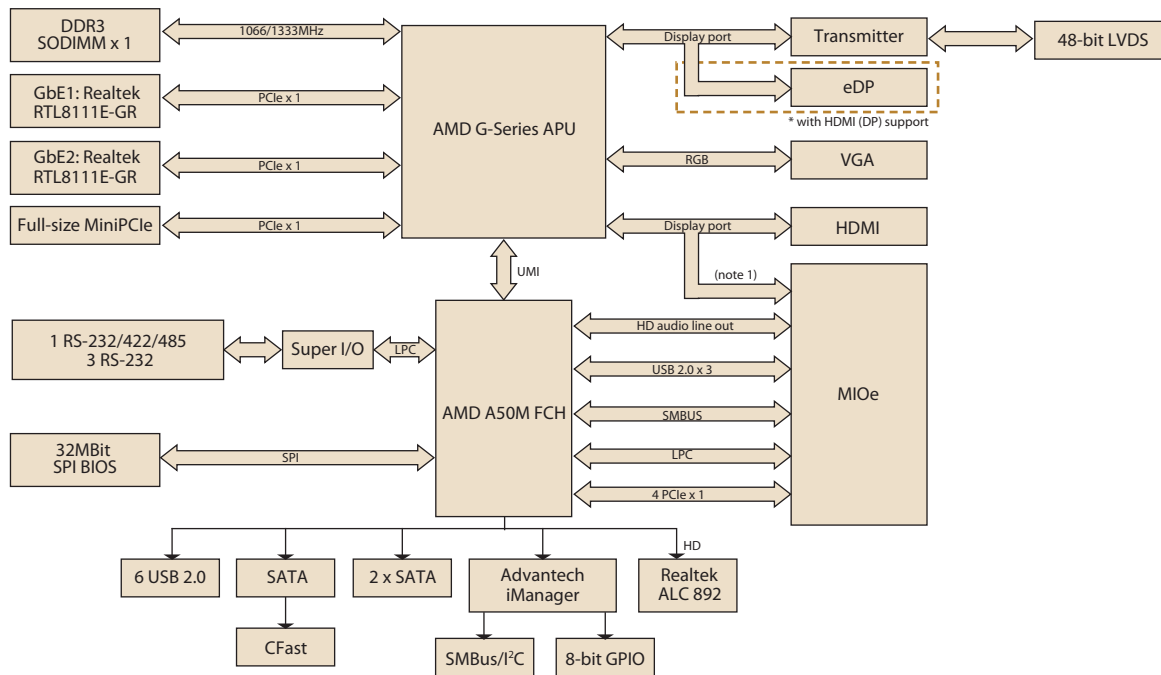 DDR3
SODIMM x 1
1066/1333MHz
GbE1: Realtek
RTL8111E-GR
PCIe x 1
GbE2: Realtek
RTL8111E-GR
PCIe x 1
Full-size MiniPCIe
PCIe x 1
AMD G-Series APU
Display port
Transmitter
48-bit LVDS
eDP
* with HDMI (DP) support
RGB
VGA
Display port
HDMI
(note 1)
UMI
1 RS-232/422/485
3 RS-232
Super I/O
LPC
32MBit
SPI BIOS
SPI
AMD A50M FCH
HD audio line out
USB 2.0 x 3
SMBUS
LPC
4 PCIe x 1
MIOe
6 USB 2.0
SATA
2 x SATA
Advantech
iManager
HD
Realtek
ALC 892
CFast
SMBus/I²C
8-bit GPIO